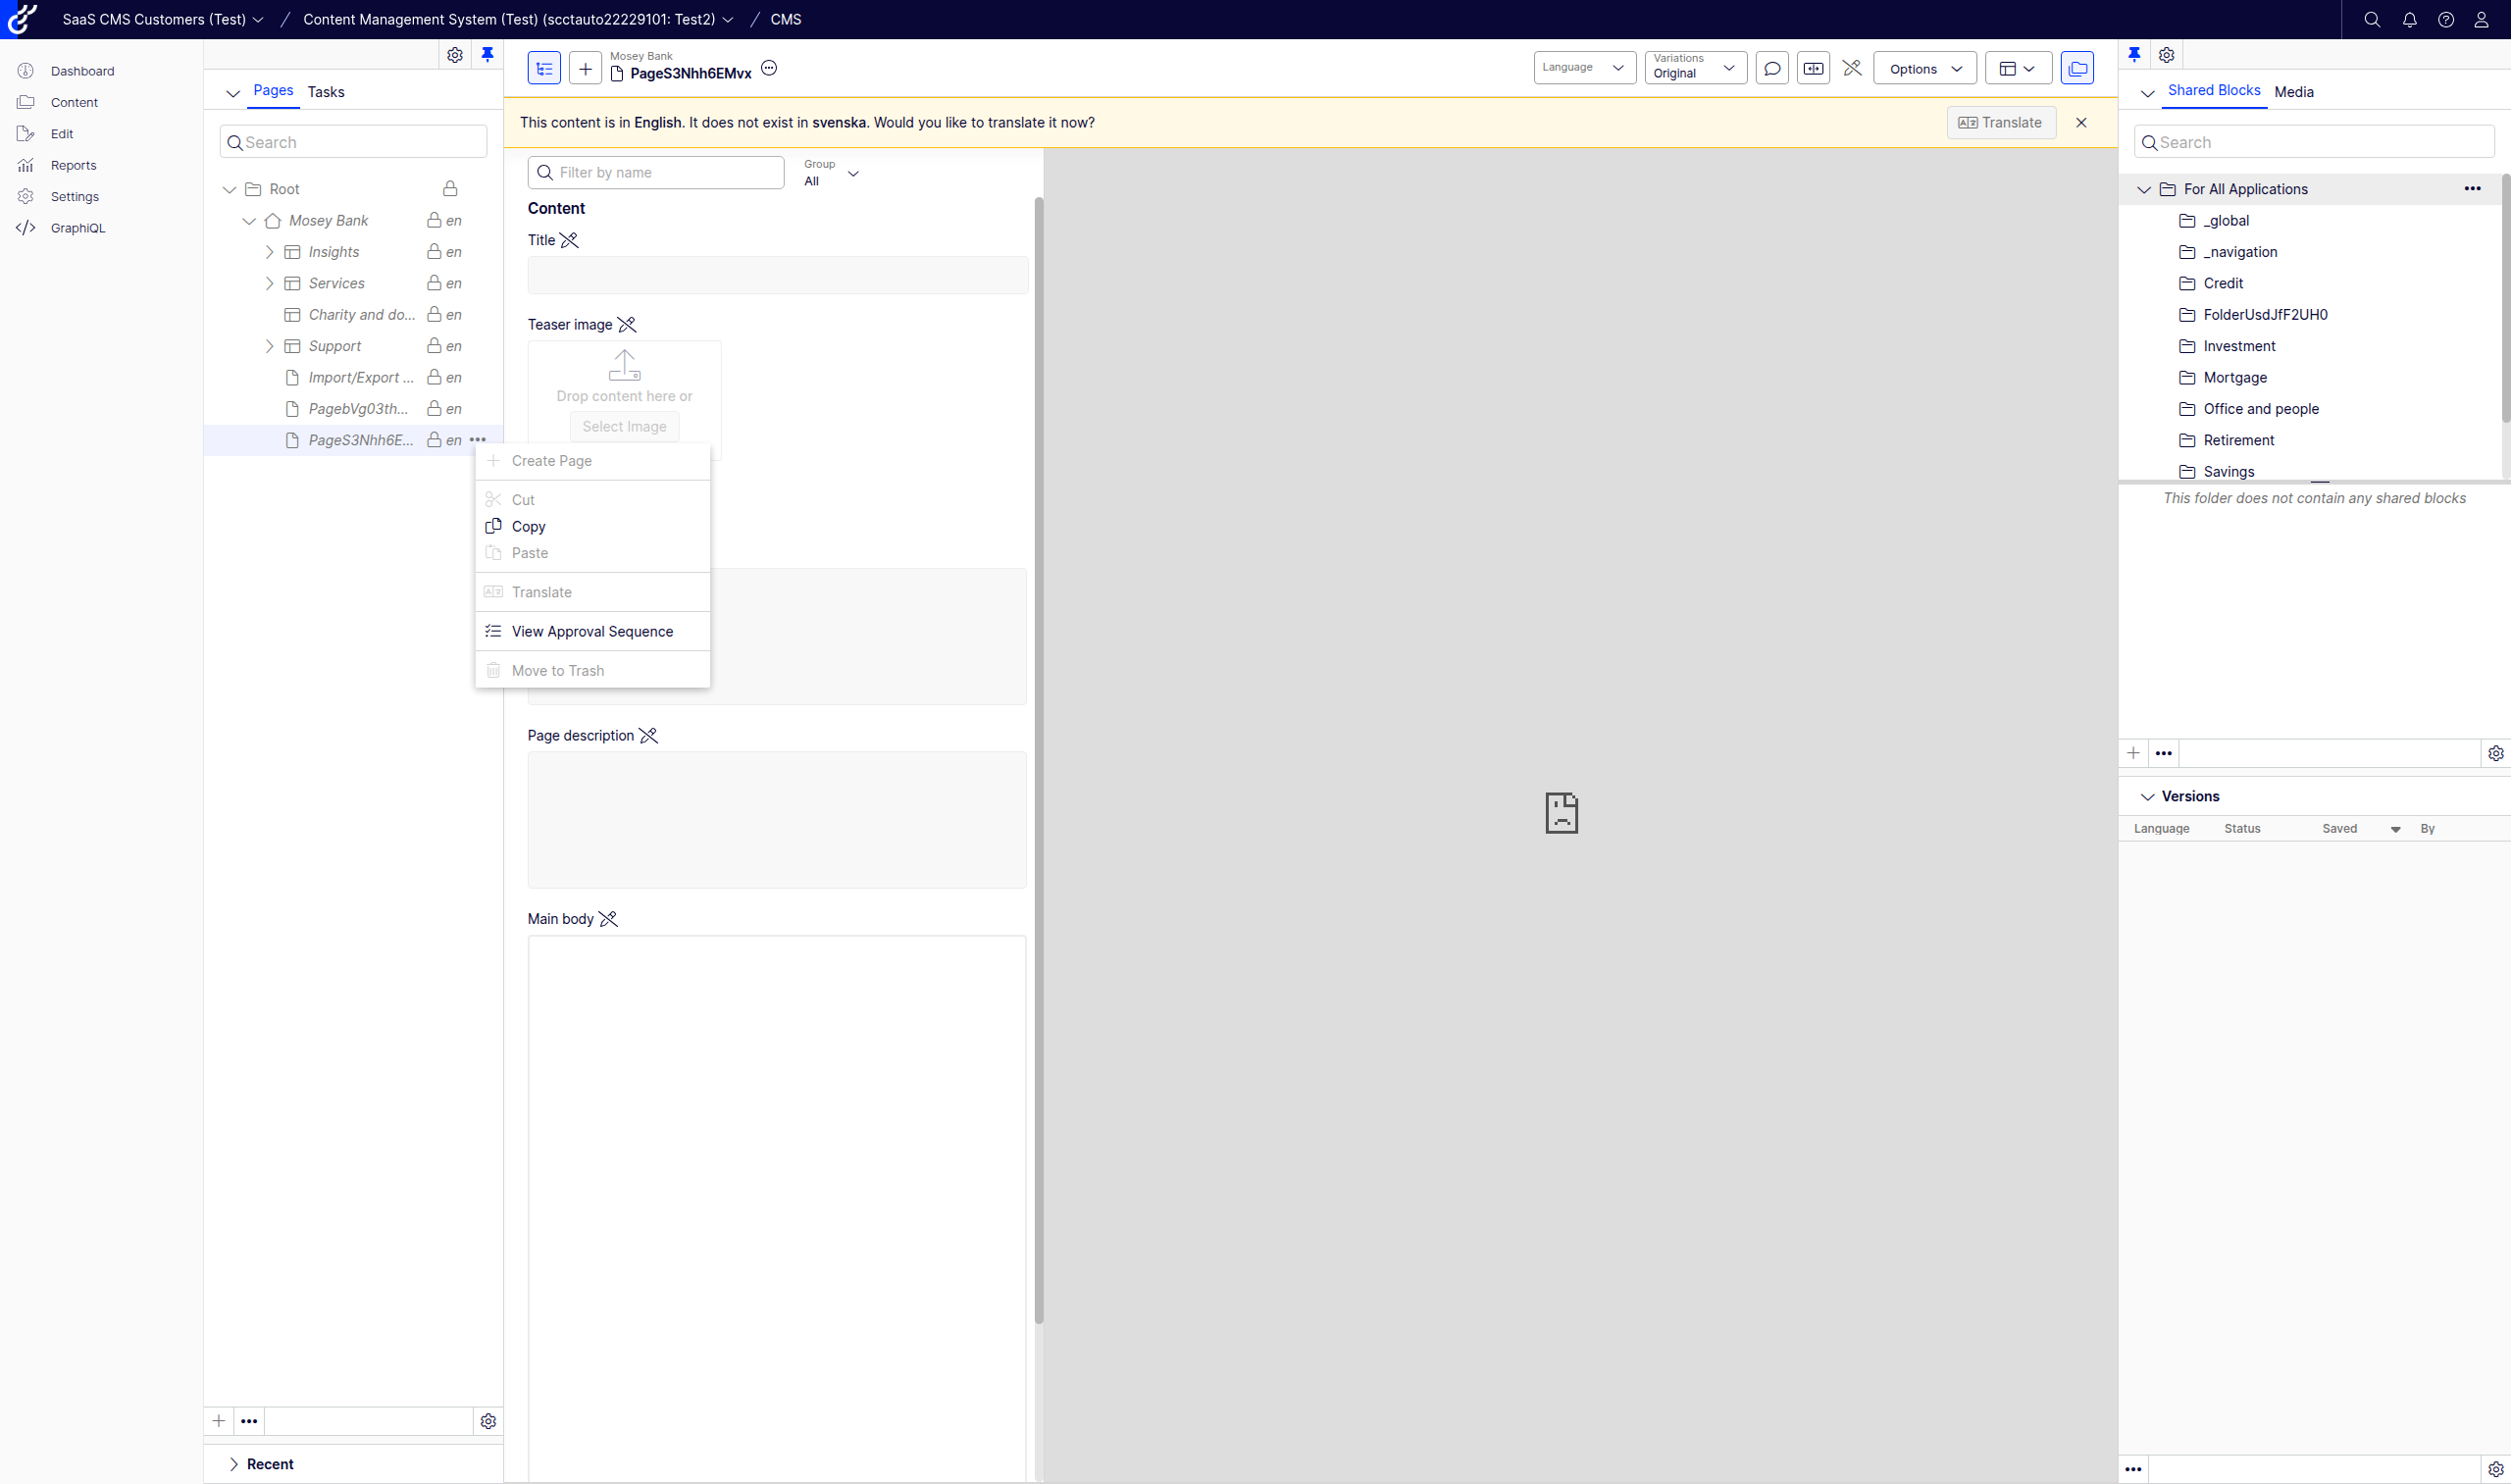 SaaS CMS Customers (Test) / Content Management System (Test) (scctauto22229101: Test2) / CMS
Dashboard
Content
Edit
Reports
Settings
GraphiQL
Pages Tasks
Search
Root
Mosey Bank en
Insights en
Services en
Charity and do... en
Support en
Import/Export ... en
PagebVg03th... en
PageS3Nhh6E... en
Recent
Mosey Bank
PageS3Nhh6EMvx
Language
Variations
Original
Options
This content is in English. It does not exist in svenska. Would you like to translate it now?
Translate
Filter by name
Group
All
Content
Title
Teaser image
Drop content here or
Select Image
Create Page
Cut
Copy
Paste
Translate
View Approval Sequence
Move to Trash
Page description
Main body
Shared Blocks Media
Search
For All Applications
_global
_navigation
Credit
FolderUsdJfF2UH0
Investment
Mortgage
Office and people
Retirement
Savings
This folder does not contain any shared blocks
Versions
Language Status Saved By